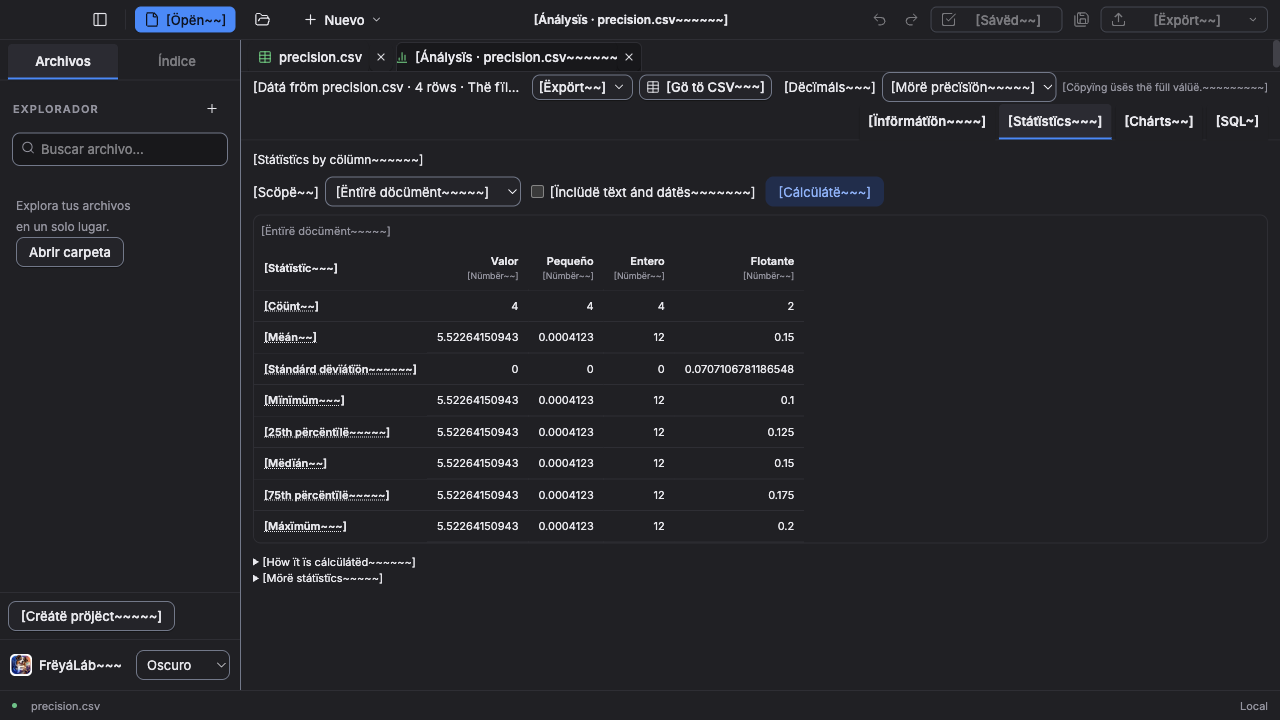 [Öpën~~]
Nuevo
[Ánálysïs · precision.csv~~~~~~]
[Sávëd~~]
[Ëxpört~~]
Archivos
Índice
precision.csv
[Ánálysïs · precision.csv~~~~~~
[Dátá fröm precision.csv · 4 röws · Thë fïl...
[Ëxpört~~]
[Gö tö CSV~~~]
[Dëcïmáls~~~]
[Mörë prëcïsïön~~~~~]
[Cöpyïng üsës thë füll válüë.~~~~~~~~~]
EXPLORADOR
[Ïnförmátïön~~~~]
[Státïstïcs~~~]
[Chárts~~]
[SQL~]
Buscar archivo...
[Státïstïcs by cölümn~~~~~~]
[Scöpë~~]
[Ëntïrë döcümënt~~~~~]
[Ïnclüdë tëxt ánd dátës~~~~~~~]
[Cálcülátë~~~]
Explora tus archivos
en un solo lugar.
Abrir carpeta
[Ëntïrë döcümënt~~~~~]
[Státïstïc~~~] Valor Pequeño Entero Flotante
[Nümbër~~] [Nümbër~~] [Nümbër~~] [Nümbër~~]
[Cöünt~~] 4 4 4 2
[Mëán~~] 5.52264150943 0.0004123 12 0.15
[Stándárd dëvïátïön~~~~~~] 0 0 0 0.0707106781186548
[Mïnïmüm~~~] 5.52264150943 0.0004123 12 0.1
[25th përcëntïlë~~~~~] 5.52264150943 0.0004123 12 0.125
[Mëdïán~~] 5.52264150943 0.0004123 12 0.15
[75th përcëntïlë~~~~~] 5.52264150943 0.0004123 12 0.175
[Máxïmüm~~~] 5.52264150943 0.0004123 12 0.2
[Höw ït ïs cálcülátëd~~~~~~]
[Mörë státïstïcs~~~~~]
[Crëátë pröjëct~~~~~]
FrëyáLáb~~~
Oscuro
precision.csv
Local